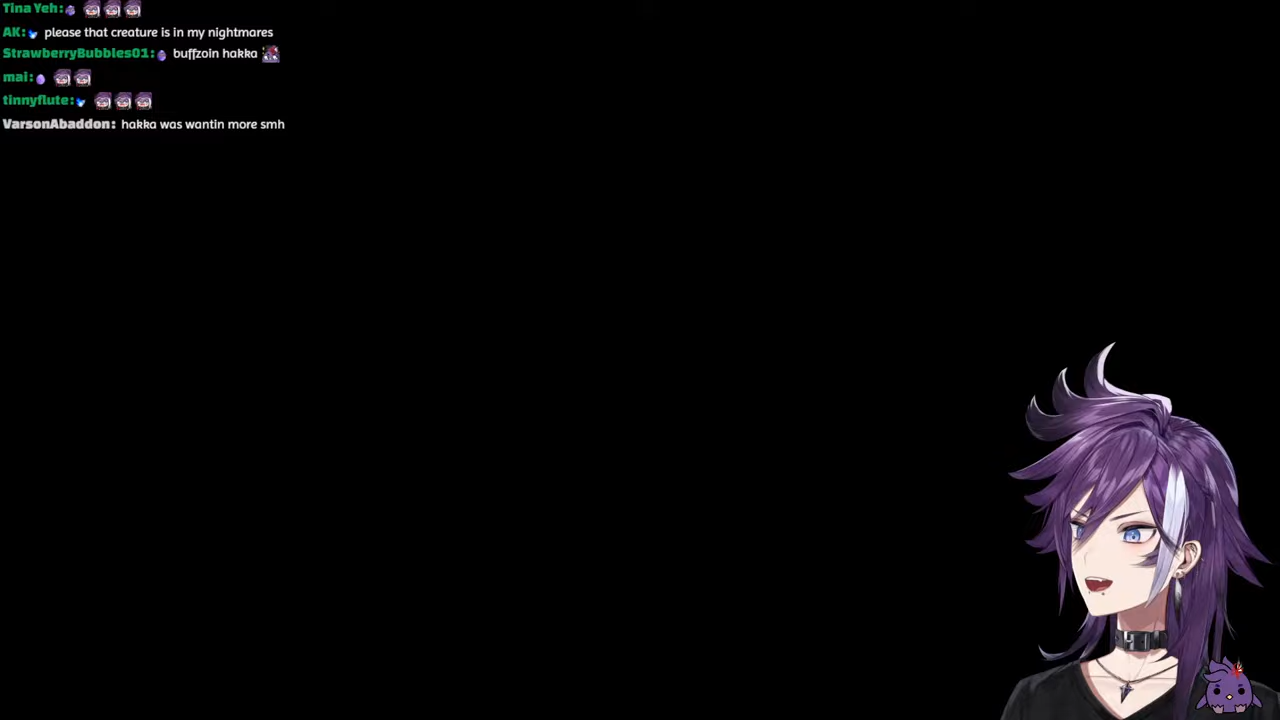 Tina Yeh:
AK: please that creature is in my nightmares
StrawberryBubbles01: buffzoin hakka
mai:
tinnyflute:
VarsonAbaddon: hakka was wantin more smh